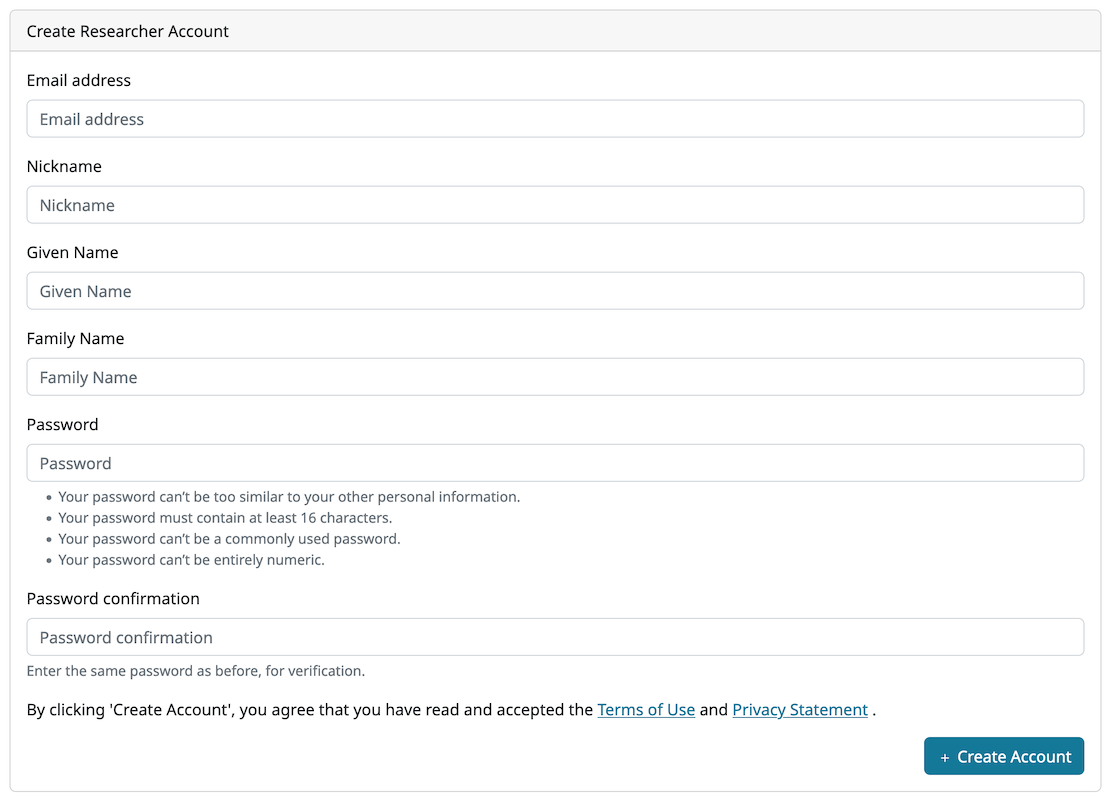 Create Researcher Account
Email address
Email address
Nickname
Nickname
Given Name
Given Name
Family Name
Family Name
Password
Password
• Your password can’t be too similar to your other personal information.
• Your password must contain at least 16 characters.
• Your password can’t be a commonly used password.
• Your password can’t be entirely numeric.
Password confirmation
Password confirmation
Enter the same password as before, for verification.
By clicking 'Create Account', you agree that you have read and accepted the Terms of Use and Privacy Statement .
+ Create Account